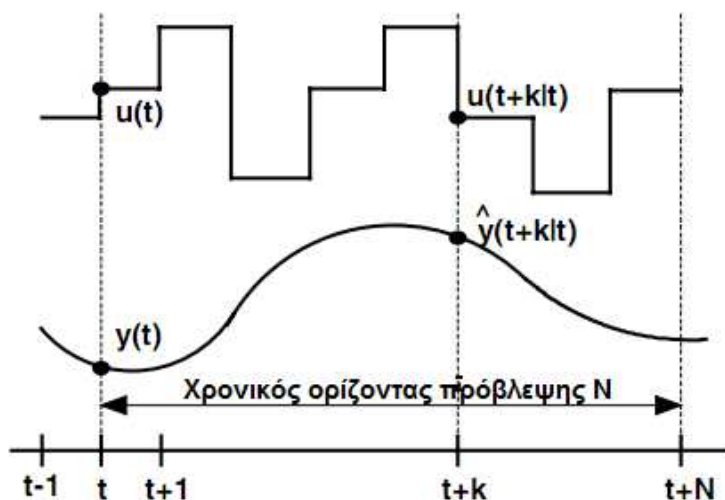 u(t)
u(t+k|t)
ŷ(t+k|t)
y(t)
Χρονικός ορίζοντας πρόβλεψης N
t-1 t t+1 t+k t+N